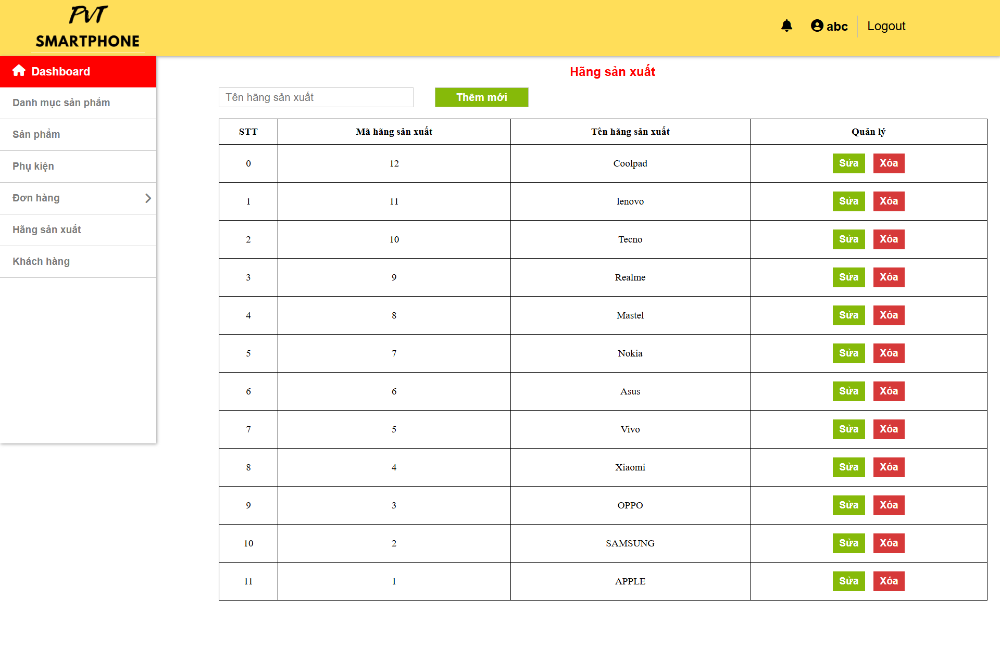 PVT
SMARTPHONE
abc
Logout
Dashboard
Danh mục sản phẩm
Sản phẩm
Phụ kiện
Đơn hàng
Hãng sản xuất
Khách hàng
Hãng sản xuất
Tên hãng sản xuất
Thêm mới
STT Mã hãng sản xuất Tên hãng sản xuất Quản lý
0 12 Coolpad Sửa Xóa
1 11 lenovo Sửa Xóa
2 10 Tecno Sửa Xóa
3 9 Realme Sửa Xóa
4 8 Mastel Sửa Xóa
5 7 Nokia Sửa Xóa
6 6 Asus Sửa Xóa
7 5 Vivo Sửa Xóa
8 4 Xiaomi Sửa Xóa
9 3 OPPO Sửa Xóa
10 2 SAMSUNG Sửa Xóa
11 1 APPLE Sửa Xóa